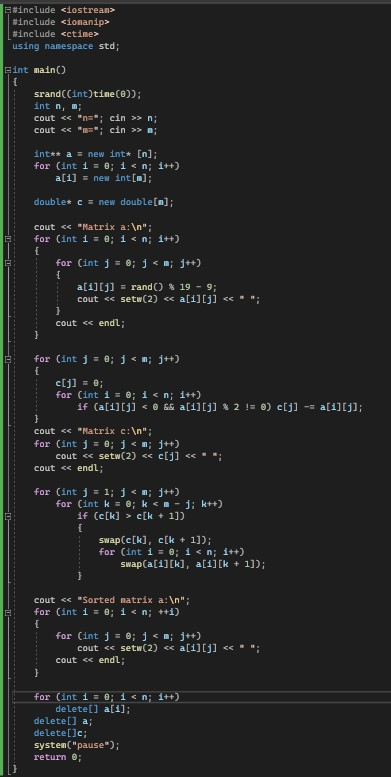 #include <iostream>
#include <iomanip>
#include <ctime>
using namespace std;
int main()
{
srand((int)time(0));
int n, m;
cout << "n="; cin >> n;
cout << "m="; cin >> m;
int** a = new int* [n];
for (int i = 0; i < n; i++)
a[i] = new int[m];
double* c = new double[m];
cout << "Matrix a:\n";
for (int i = 0; i < n; i++)
{
for (int j = 0; j < m; j++)
{
a[i][j] = rand() % 19 - 9;
cout << setw(2) << a[i][j] << " ";
}
cout << endl;
}
for (int j = 0; j < m; j++)
{
c[j] = 0;
for (int i = 0; i < n; i++)
if (a[i][j] < 0 && a[i][j] % 2 != 0) c[j] -= a[i][j];
}
cout << "Matrix c:\n";
for (int j = 0; j < m; j++)
cout << setw(2) << c[j] << " ";
cout << endl;
for (int j = 1; j < m; j++)
for (int k = 0; k < m - j; k++)
if (c[k] > c[k + 1])
{
swap(c[k], c[k + 1]);
for (int i = 0; i < n; i++)
swap(a[i][k], a[i][k + 1]);
}
cout << "Sorted matrix a:\n";
for (int i = 0; i < n; ++i)
{
for (int j = 0; j < m; j++)
cout << setw(2) << a[i][j] << " ";
cout << endl;
}
for (int i = 0; i < n; i++)
delete[] a[i];
delete[] a;
delete[]c;
system("pause");
return 0;
}